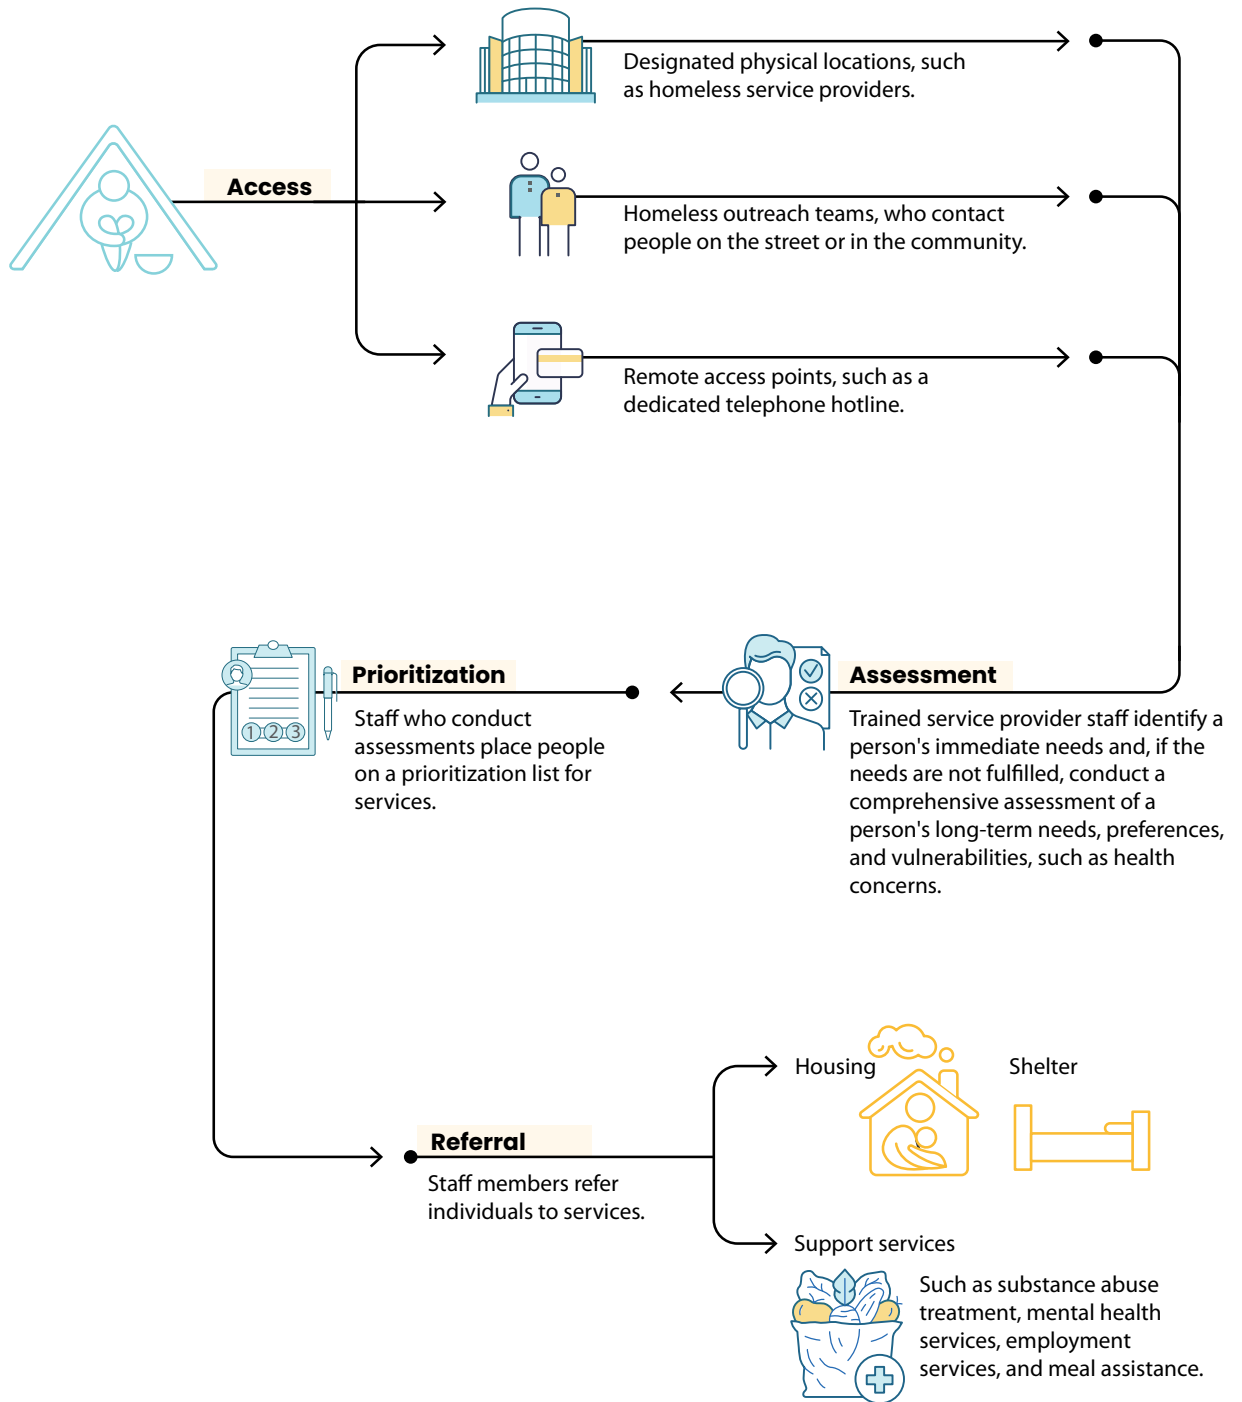 Designated physical locations, such
as homeless service providers.
Access
Homeless outreach teams, who contact
people on the street or in the community.
Remote access points, such as a
dedicated telephone hotline.
Assessment
Trained service provider staff identify a
person's immediate needs and, if the
needs are not fulfilled, conduct a
comprehensive assessment of a
person's long-term needs, preferences,
and vulnerabilities, such as health
concerns.
Prioritization
Staff who conduct
assessments place people
on a prioritization list for
services.
1 2 3
Referral
Staff members refer
individuals to services.
Housing
Shelter
Support services
Such as substance abuse
treatment, mental health
services, employment
services, and meal assistance.